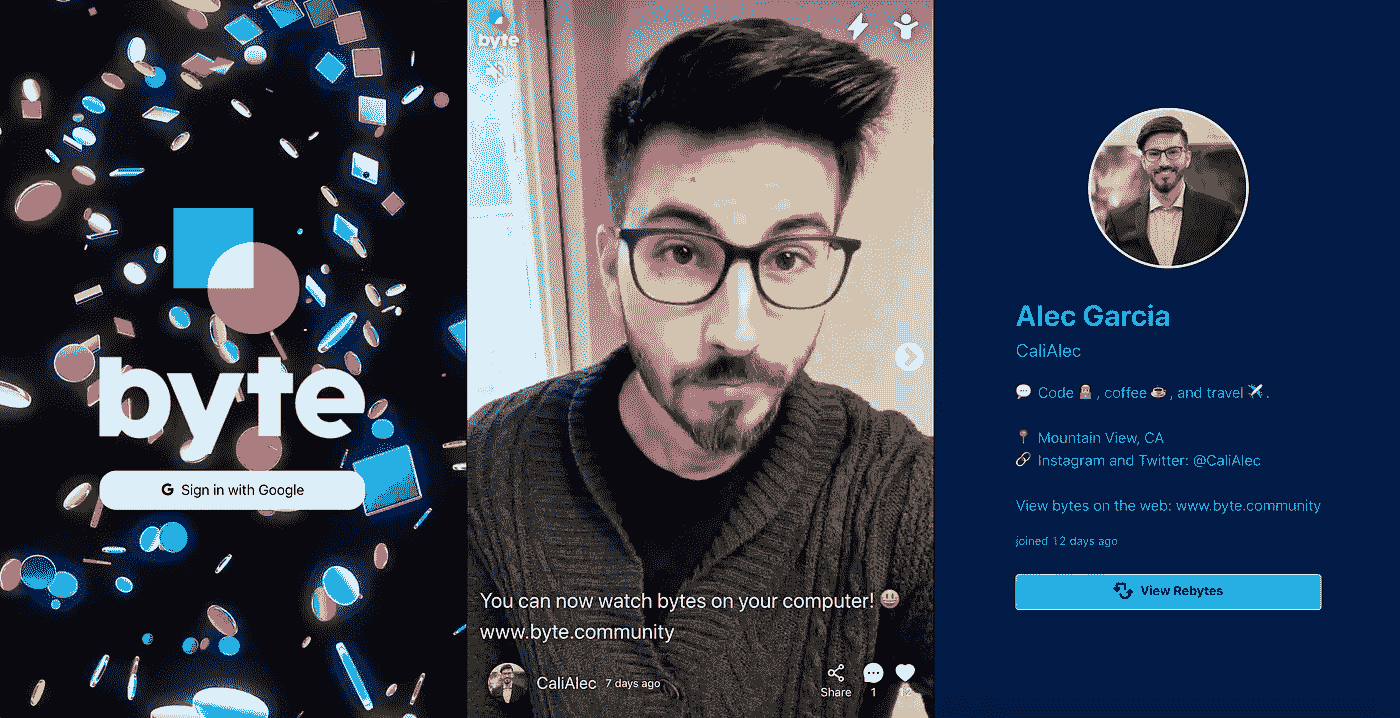 byte
Sign in with Google
byte
You can now watch bytes on your computer! 😃
www.byte.community
CaliAlec 7 days ago
Share 1 12
Alec Garcia
CaliAlec
💬 Code 👨‍💻, coffee ☕, and travel ✈️.
📍 Mountain View, CA
🔗 Instagram and Twitter: @CaliAlec
View bytes on the web: www.byte.community
joined 12 days ago
View Rebytes